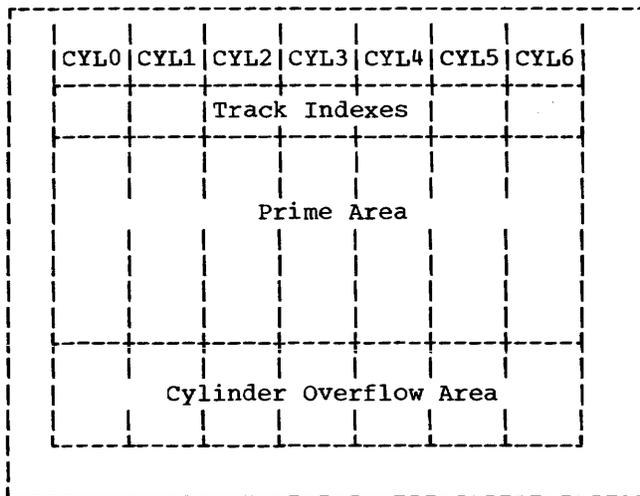 CYL0 CYL1 CYL2 CYL3 CYL4 CYL5 CYL6
Track Indexes
Prime Area
Cylinder Overflow Area